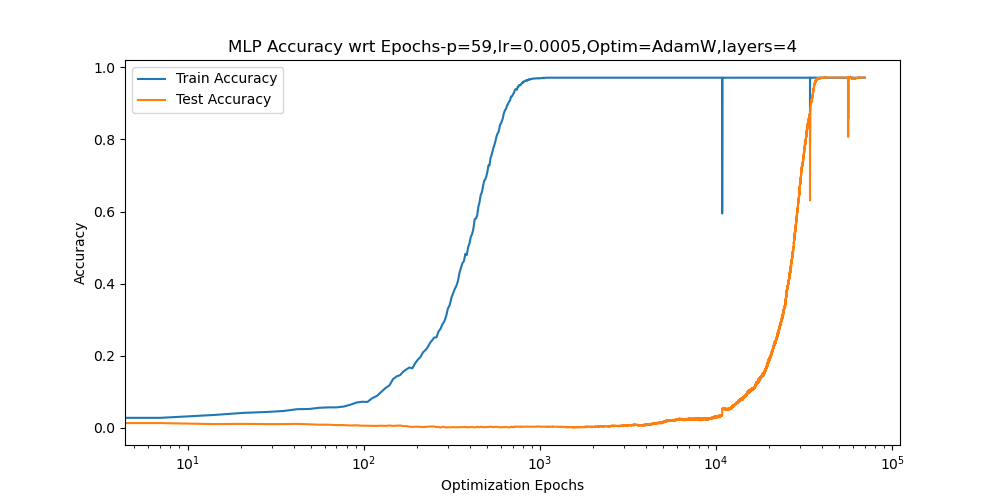 MLP Accuracy wrt Epochs-p=59,lr=0.0005,Optim=AdamW,layers=4
Train Accuracy
Test Accuracy
1.0
0.8
0.6
0.4
0.2
0.0
Accuracy
10¹
10²
10³
10⁴
10⁵
Optimization Epochs